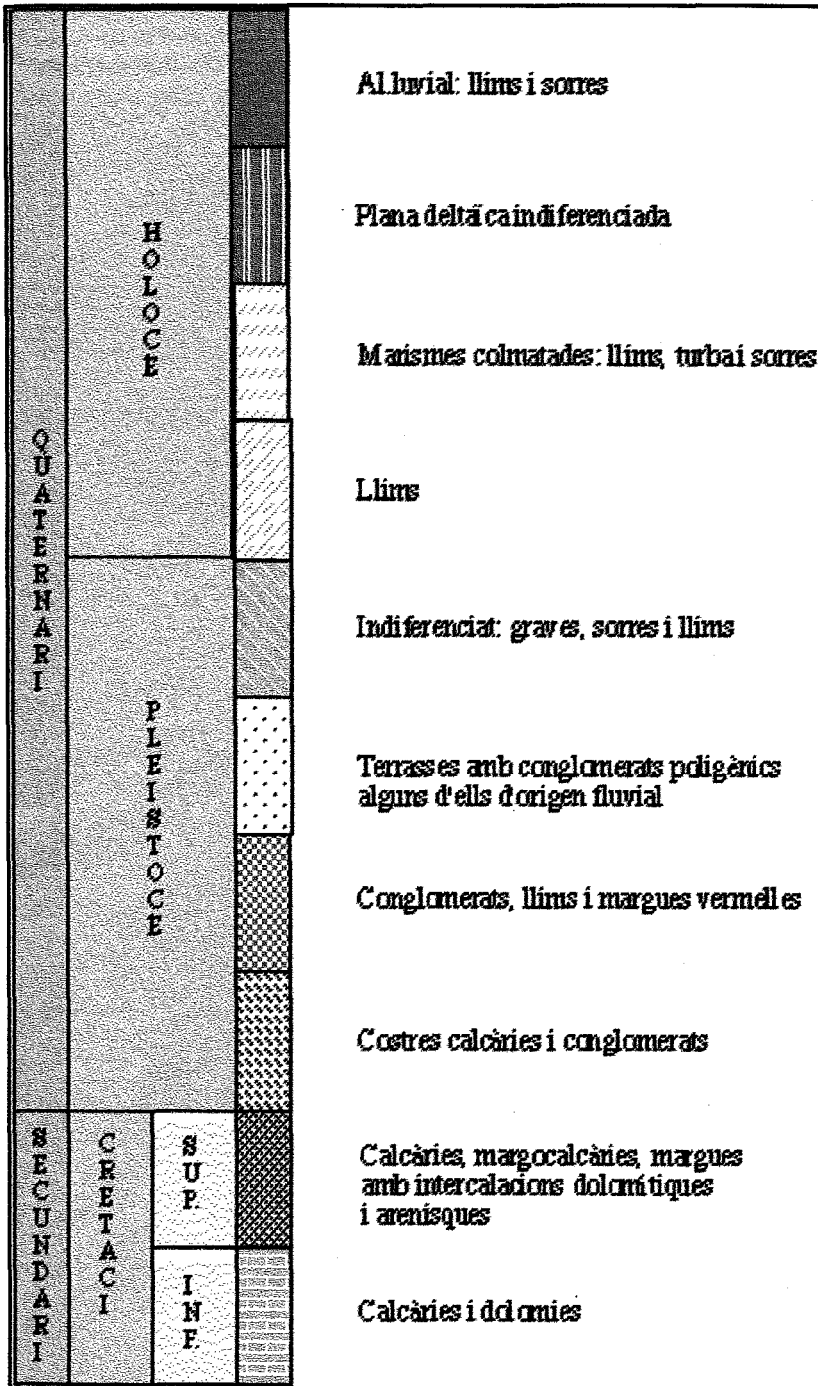 QUATERNARI
HOLOCE
Al.luvial: llims i sorres
Plana deltaïca indiferenciada
Marismes colmatades: llims, turba i sorres
Llims
PLEISTOCE
Indiferenciat: graves, sorres i llims
Terrasses amb conglomerats poligènics
alguns d'ells d'origen fluvial
Conglomerats, llims i margues vermelles
Costres calcàries i conglomerats
SECUNDARI
CRETACI
SUP.
Calcàries, margocalcàries, margues
amb intercalacions dolomítiques
i arenísques
INF.
Calcàries i dolomies